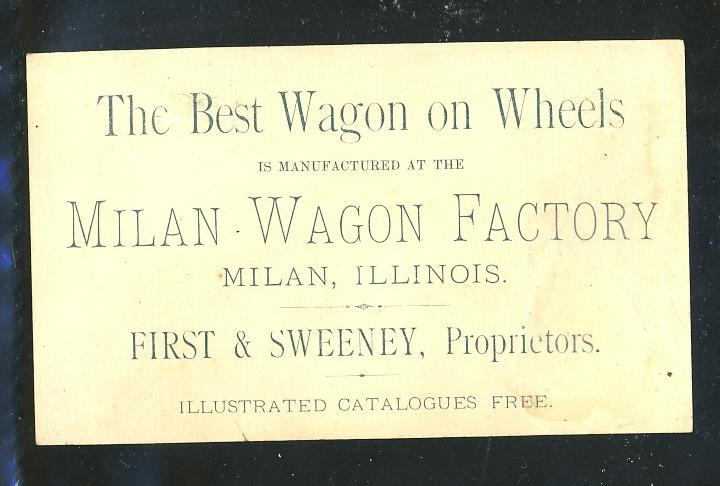 The Best Wagon on Wheels
IS MANUFACTURED AT THE
MILAN WAGON FACTORY
MILAN, ILLINOIS.
FIRST & SWEENEY, Proprietors.
ILLUSTRATED CATALOGUES FREE.